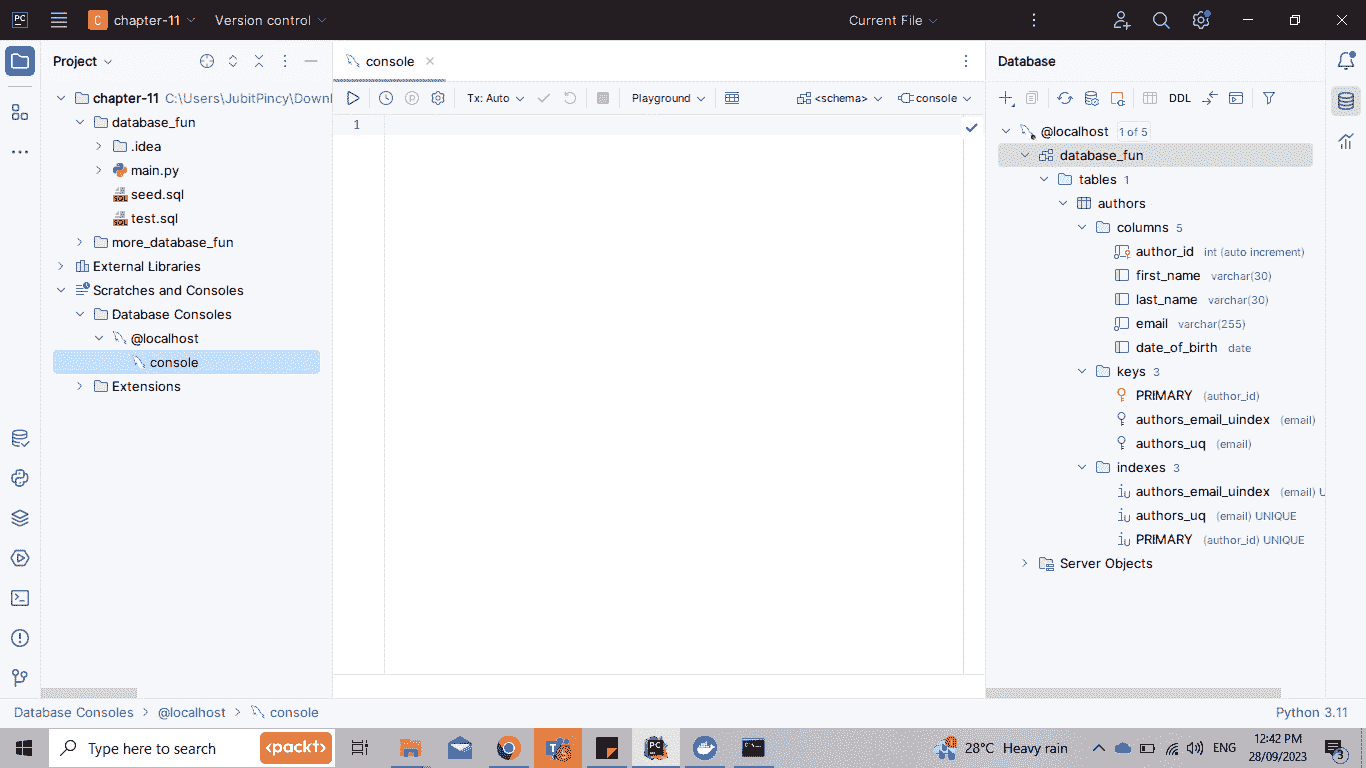 PC C chapter-11 Version control Current File
Project
chapter-11 C:\Users\JubitPincy\Downl
database_fun
.idea
main.py
seed.sql
test.sql
more_database_fun
External Libraries
Scratches and Consoles
Database Consoles
@localhost
console
Extensions
console
Tx: Auto Playground <schema> console
1
Database
DDL
@localhost 1 of 5
database_fun
tables 1
authors
columns 5
author_id int (auto increment)
first_name varchar(30)
last_name varchar(30)
email varchar(255)
date_of_birth date
keys 3
PRIMARY (author_id)
authors_email_uindex (email)
authors_uq (email)
indexes 3
authors_email_uindex (email) U
authors_uq (email) UNIQUE
PRIMARY (author_id) UNIQUE
Server Objects
Database Consoles > @localhost > console Python 3.11
Type here to search <packt> 28°C Heavy rain ENG 12:42 PM
28/09/2023 3